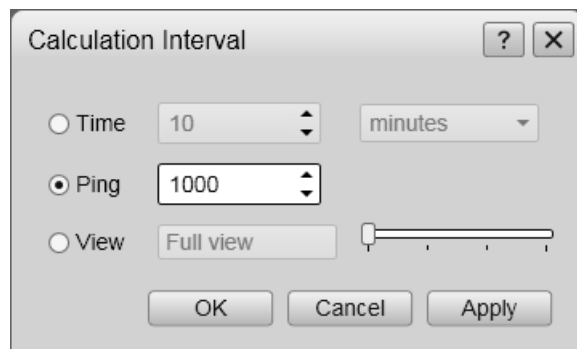 Calculation Interval ?
Time 10 minutes
Ping 1000
View Full view
OK Cancel Apply